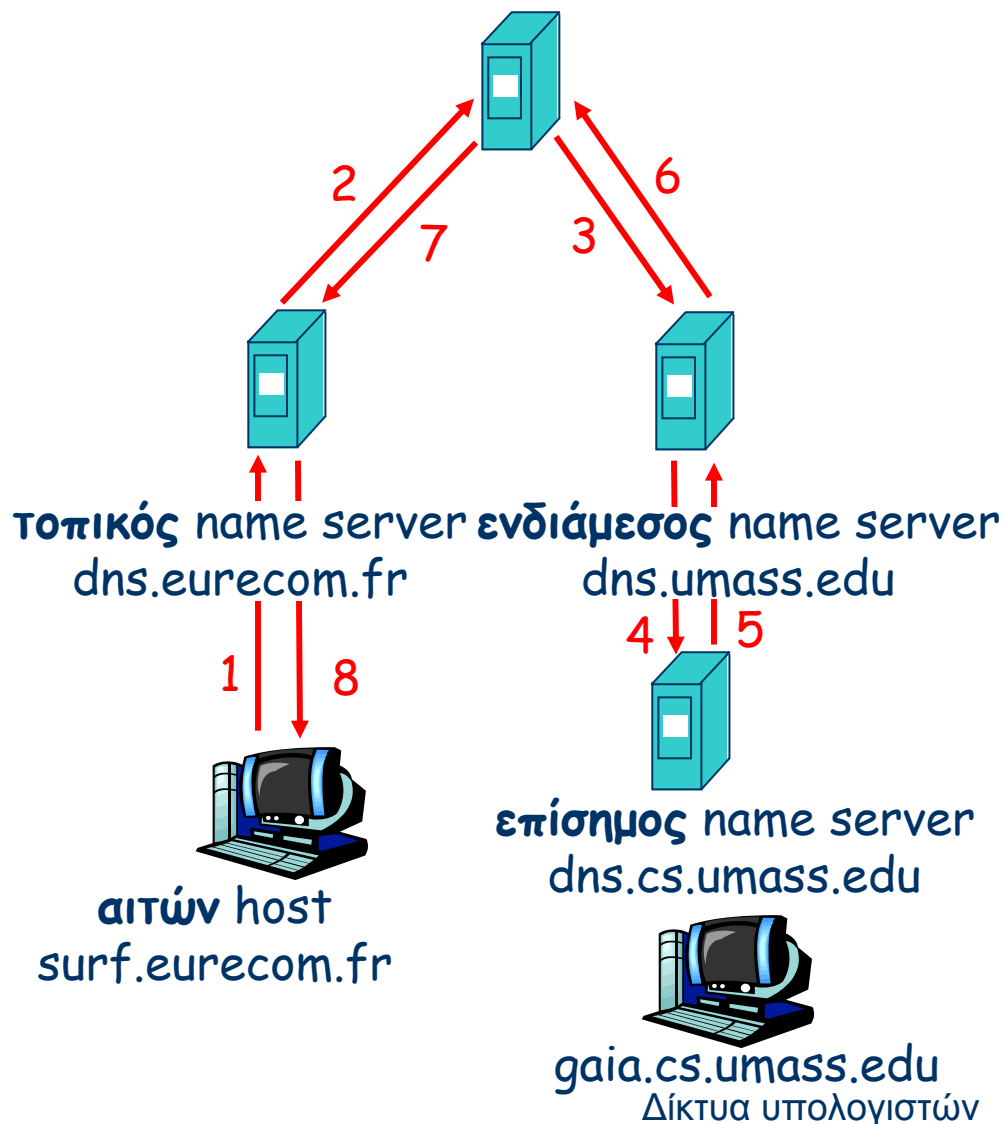 2
7
3
6
τοπικός name server
dns.eurecom.fr
ενδιάμεσος name server
dns.umass.edu
1
8
4
5
αιτών host
surf.eurecom.fr
επίσημος name server
dns.cs.umass.edu
gaia.cs.umass.edu
Δίκτυα υπολογιστών